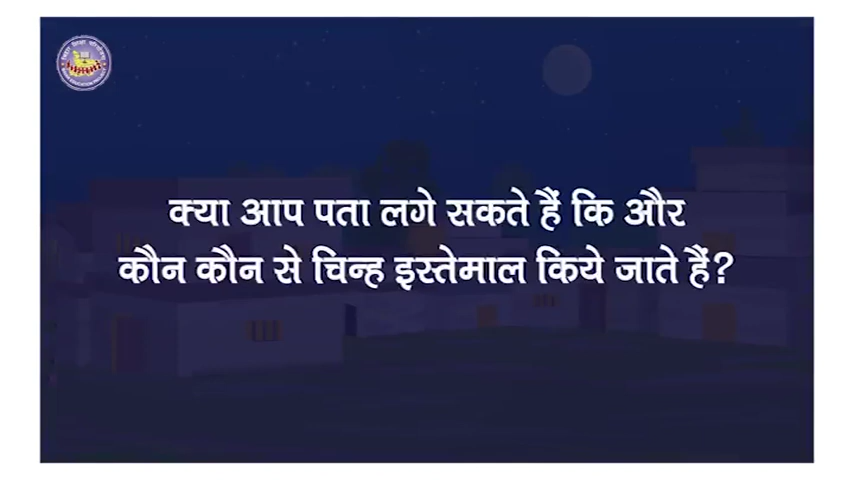 क्या आप पता लगे सकते हैं कि और
कौन कौन से चिन्ह इस्तेमाल किये जाते हैं?